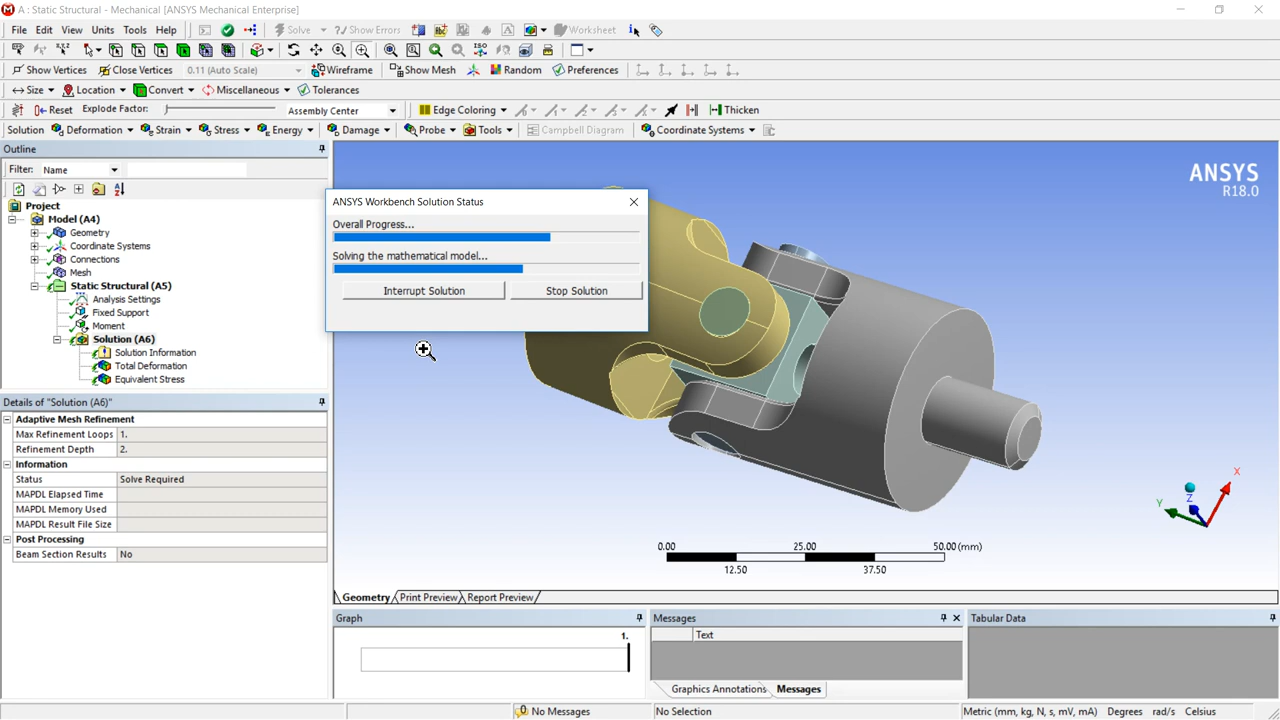 A : Static Structural - Mechanical [ANSYS Mechanical Enterprise]
File Edit View Units Tools Help Solve Show Errors Worksheet
Show Vertices Close Vertices 0.11 (Auto Scale) Wireframe Show Mesh Random Preferences
Size Location Convert Miscellaneous Tolerances
Reset Explode Factor: Assembly Center Edge Coloring Thicken
Solution Deformation Strain Stress Energy Damage Probe Tools Campbell Diagram Coordinate Systems
Outline
Filter: Name
Project
Model (A4)
Geometry
Coordinate Systems
Connections
Mesh
Static Structural (A5)
Analysis Settings
Fixed Support
Moment
Solution (A6)
Solution Information
Total Deformation
Equivalent Stress
Details of "Solution (A6)"
Adaptive Mesh Refinement
Max Refinement Loops 1.
Refinement Depth 2.
Information
Status Solve Required
MAPDL Elapsed Time
MAPDL Memory Used
MAPDL Result File Size
Post Processing
Beam Section Results No
ANSYS Workbench Solution Status
Overall Progress...
Solving the mathematical model...
Interrupt Solution Stop Solution
ANSYS
R18.0
X
Y
Z
0.00 25.00 50.00 (mm)
12.50 37.50
Geometry Print Preview Report Preview
Graph
1.
Messages
Text
Graphics Annotations Messages
Tabular Data
0 No Messages No Selection Metric (mm, kg, N, s, mV, mA) Degrees rad/s Celsius